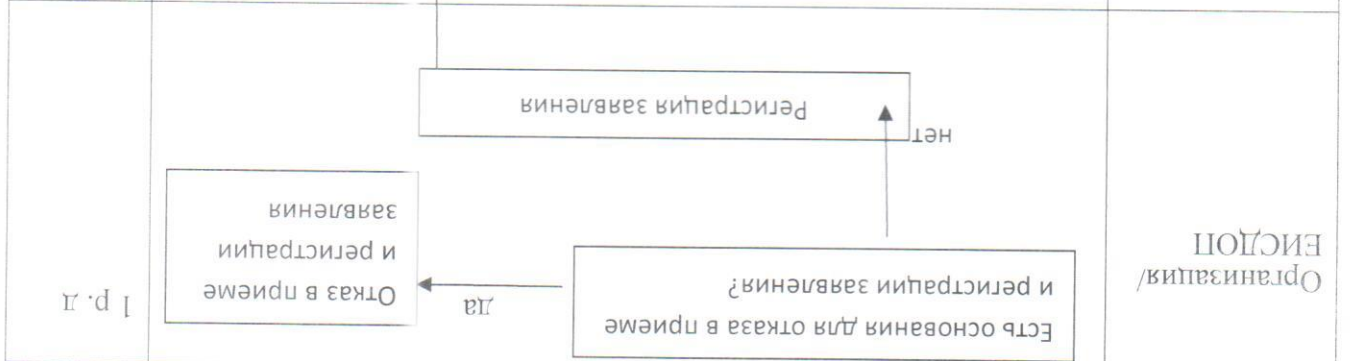 Организация/
ЕИСДОП
Есть основания для отказа в приеме
и регистрации заявления?
да
Отказ в приеме
и регистрации
заявления
1 р. д
нет
Регистрация заявления